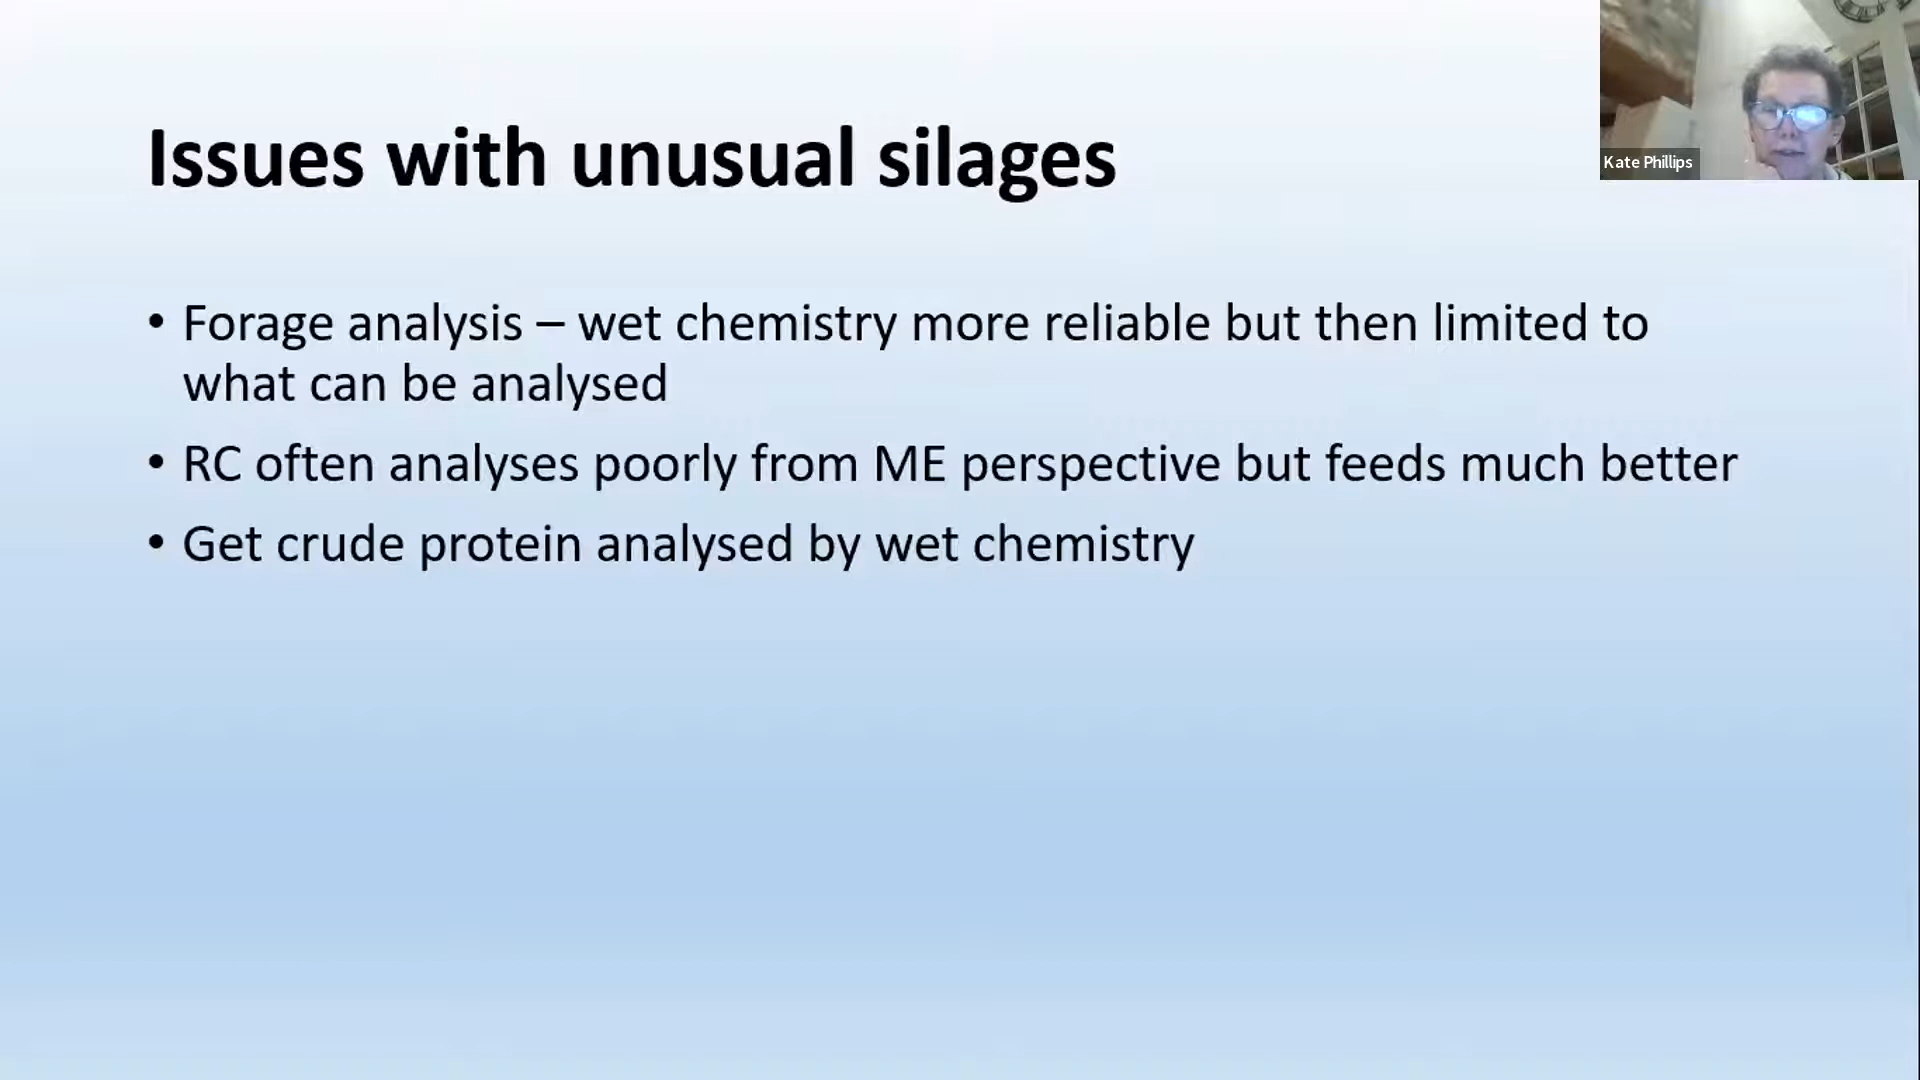 Issues with unusual silages
Kate Phillips
• Forage analysis – wet chemistry more reliable but then limited to
what can be analysed
• RC often analyses poorly from ME perspective but feeds much better
• Get crude protein analysed by wet chemistry